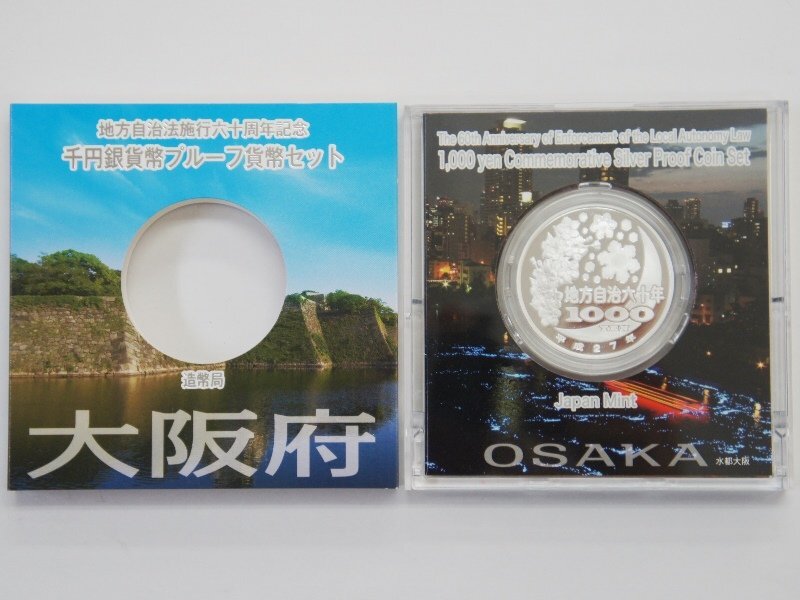 地方自治法施行六十周年記念
千円銀貨幣プルーフ貨幣セット
造幣局
大阪府
The 60th Anniversary of Enforcement of the Local Autonomy Law
1,000 yen Commemorative Silver Proof Coin Set
地方自治六十年
1000
平成27年
Japan Mint
OSAKA 水都大阪